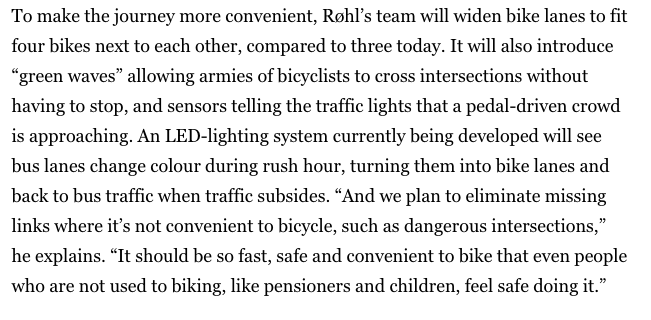 To make the journey more convenient, Røhl’s team will widen bike lanes to fit
four bikes next to each other, compared to three today. It will also introduce
“green waves” allowing armies of bicyclists to cross intersections without
having to stop, and sensors telling the traffic lights that a pedal-driven crowd
is approaching. An LED-lighting system currently being developed will see
bus lanes change colour during rush hour, turning them into bike lanes and
back to bus traffic when traffic subsides. “And we plan to eliminate missing
links where it’s not convenient to bicycle, such as dangerous intersections,”
he explains. “It should be so fast, safe and convenient to bike that even people
who are not used to biking, like pensioners and children, feel safe doing it.”